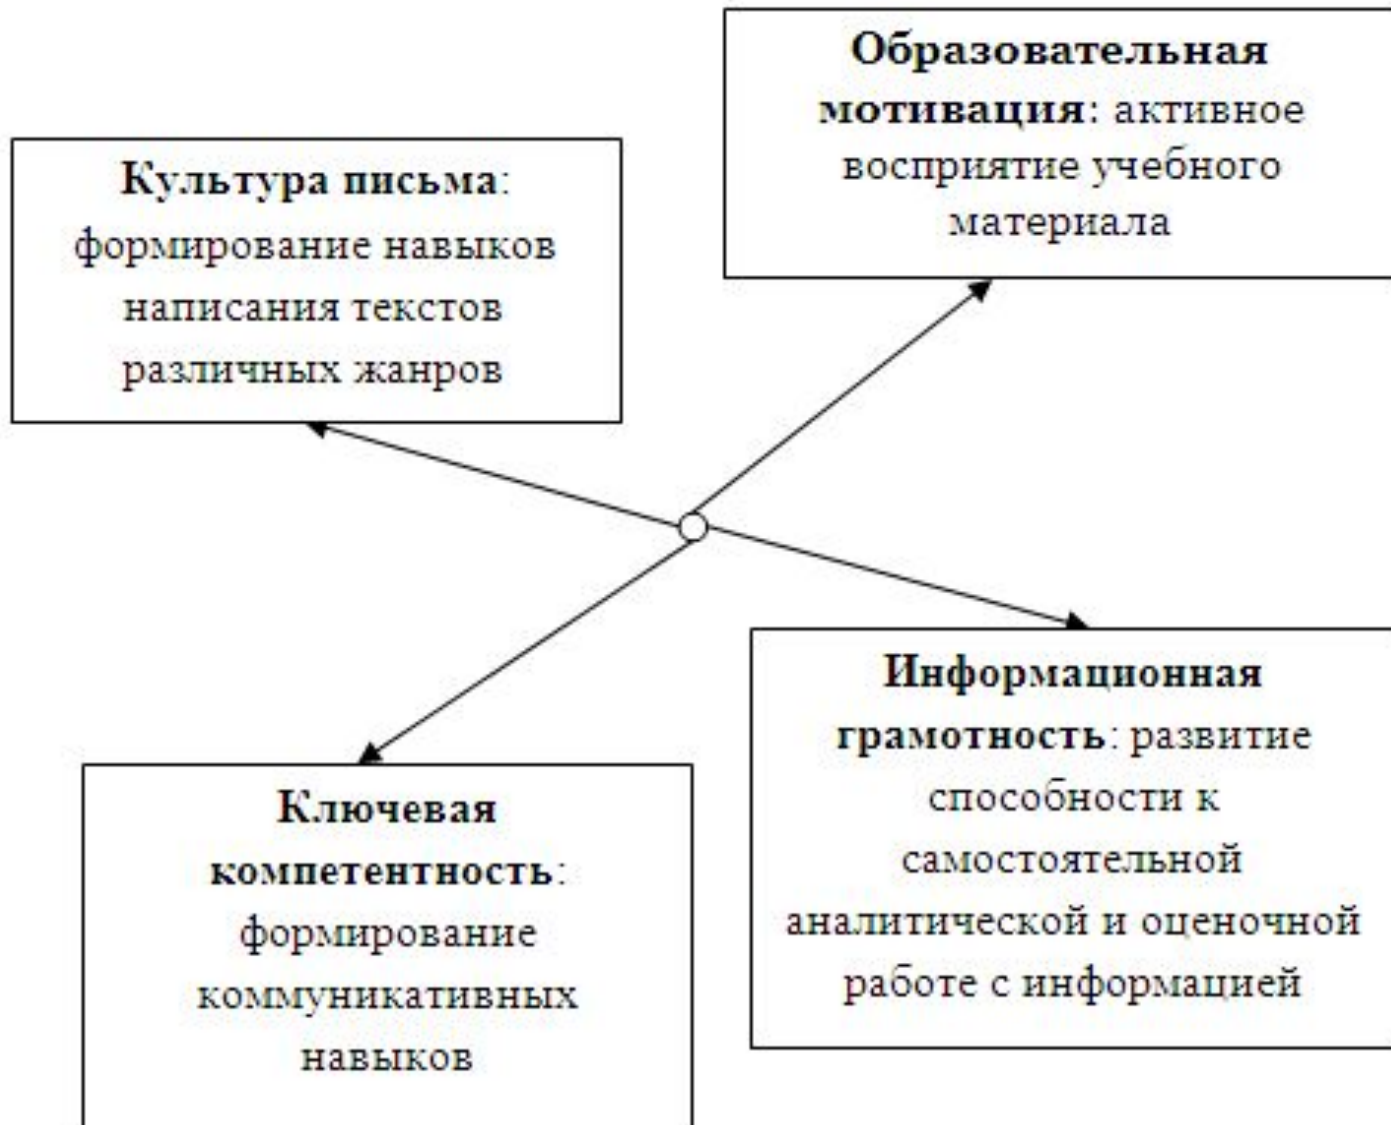 Образовательная
мотивация: активное
восприятие учебного
материала
Культура письма:
формирование навыков
написания текстов
различных жанров
Информационная
грамотность: развитие
способности к
самостоятельной
аналитической и оценочной
работе с информацией
Ключевая
компетентность:
формирование
коммуникативных
навыков